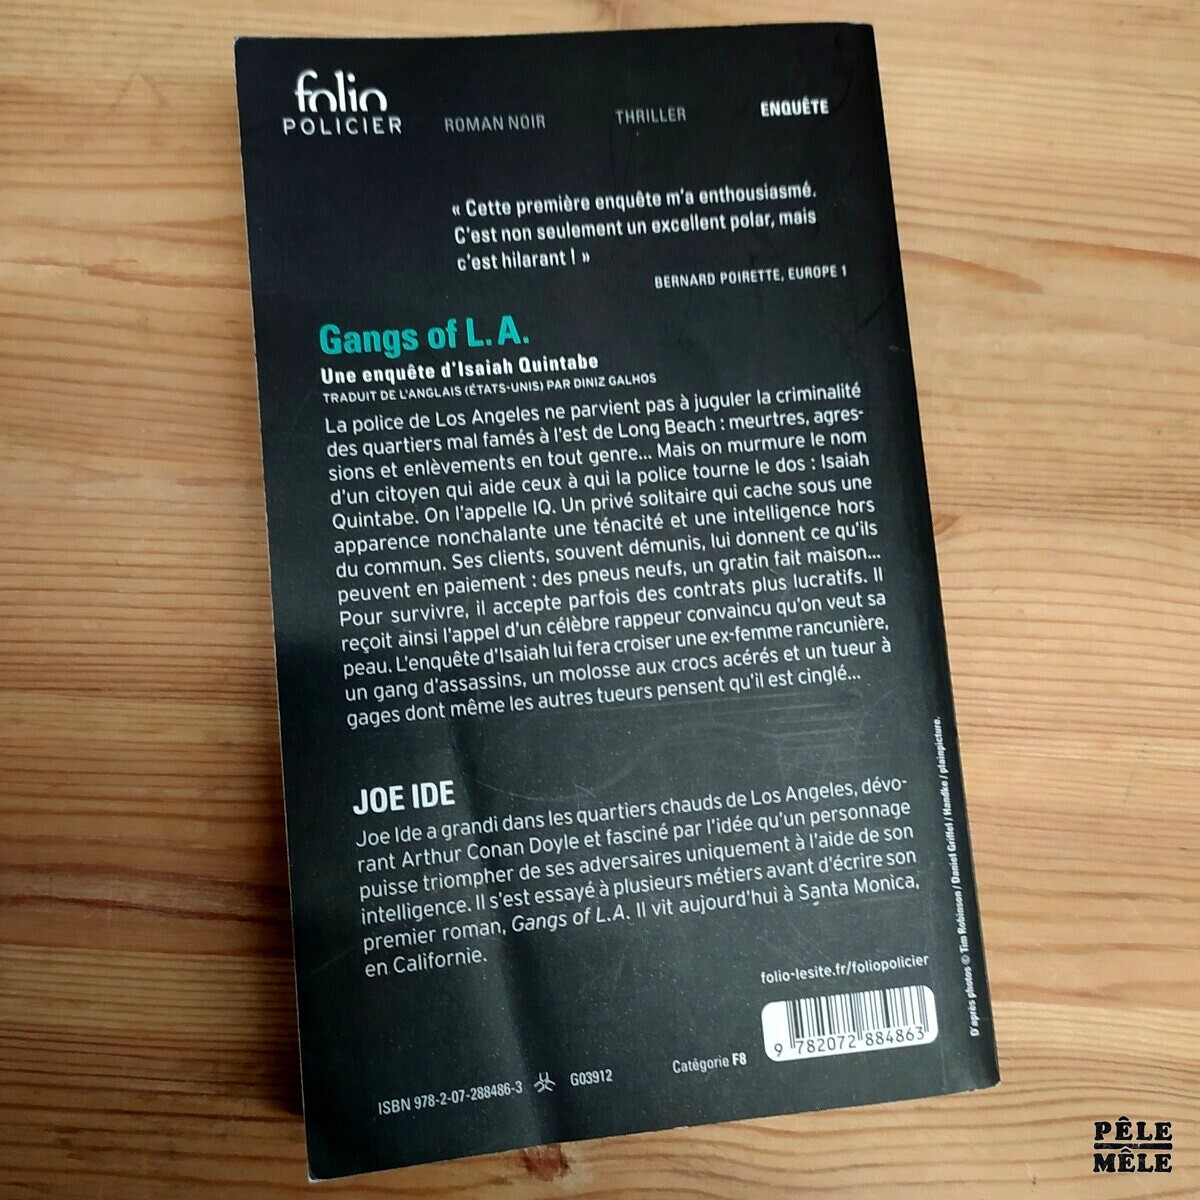 folio
POLICIER
ROMAN NOIR
THRILLER
ENQUÊTE
« Cette première enquête m'a enthousiasmé.
C'est non seulement un excellent polar, mais
c'est hilarant ! »
BERNARD POIRETTE, EUROPE 1
Gangs of L.A.
Une enquête d'Isaiah Quintabe
TRADUIT DE L'ANGLAIS (ÉTATS-UNIS) PAR DINIZ GALHOS
La police de Los Angeles ne parvient pas à juguler la criminalité
des quartiers mal famés à l'est de Long Beach : meurtres, agres-
sions et enlèvements en tout genre... Mais on murmure le nom
d'un citoyen qui aide ceux à qui la police tourne le dos : Isaiah
Quintabe. On l'appelle IQ. Un privé solitaire qui cache sous une
apparence nonchalante une ténacité et une intelligence hors
du commun. Ses clients, souvent démunis, lui donnent ce qu'ils
peuvent en paiement : des pneus neufs, un gratin fait maison...
Pour survivre, il accepte parfois des contrats plus lucratifs. Il
reçoit ainsi l'appel d'un célèbre rappeur convaincu qu'on veut sa
peau. L'enquête d'Isaiah lui fera croiser une ex-femme rancunière,
un gang d'assassins, un molosse aux crocs acérés et un tueur à
gages dont même les autres tueurs pensent qu'il est cinglé...
JOE IDE
Joe Ide a grandi dans les quartiers chauds de Los Angeles, dévo-
rant Arthur Conan Doyle et fasciné par l'idée qu'un personnage
puisse triompher de ses adversaires uniquement à l'aide de son
intelligence. Il s'est essayé à plusieurs métiers avant d'écrire son
premier roman, Gangs of L.A. Il vit aujourd'hui à Santa Monica,
en Californie.
folio-lesite.fr/foliopolicier
9 782072 884863
Catégorie F8
ISBN 978-2-07-288486-3
G03912
D'après photos © Tim Robinson / Daniel Griffel / Handke / plainpicture.
PÊLE
MÊLE